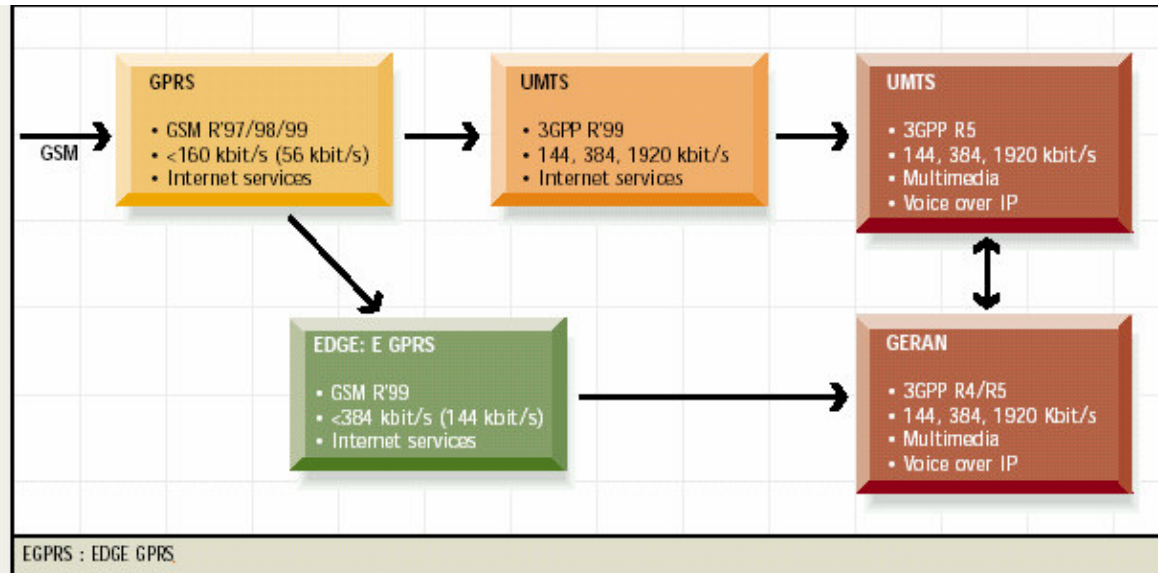 GSM
GPRS
• GSM R'97/98/99
• <160 kbit/s (56 kbit/s)
• Internet services
UMTS
• 3GPP R'99
• 144, 384, 1920 kbit/s
• Internet services
UMTS
• 3GPP R5
• 144, 384, 1920 kbit/s
• Multimedia
• Voice over IP
EDGE: E GPRS
• GSM R'99
• <384 kbit/s (144 kbit/s)
• Internet services
GERAN
• 3GPP R4/R5
• 144, 384, 1920 Kbit/s
• Multimedia
• Voice over IP
EGPRS : EDGE GPRS